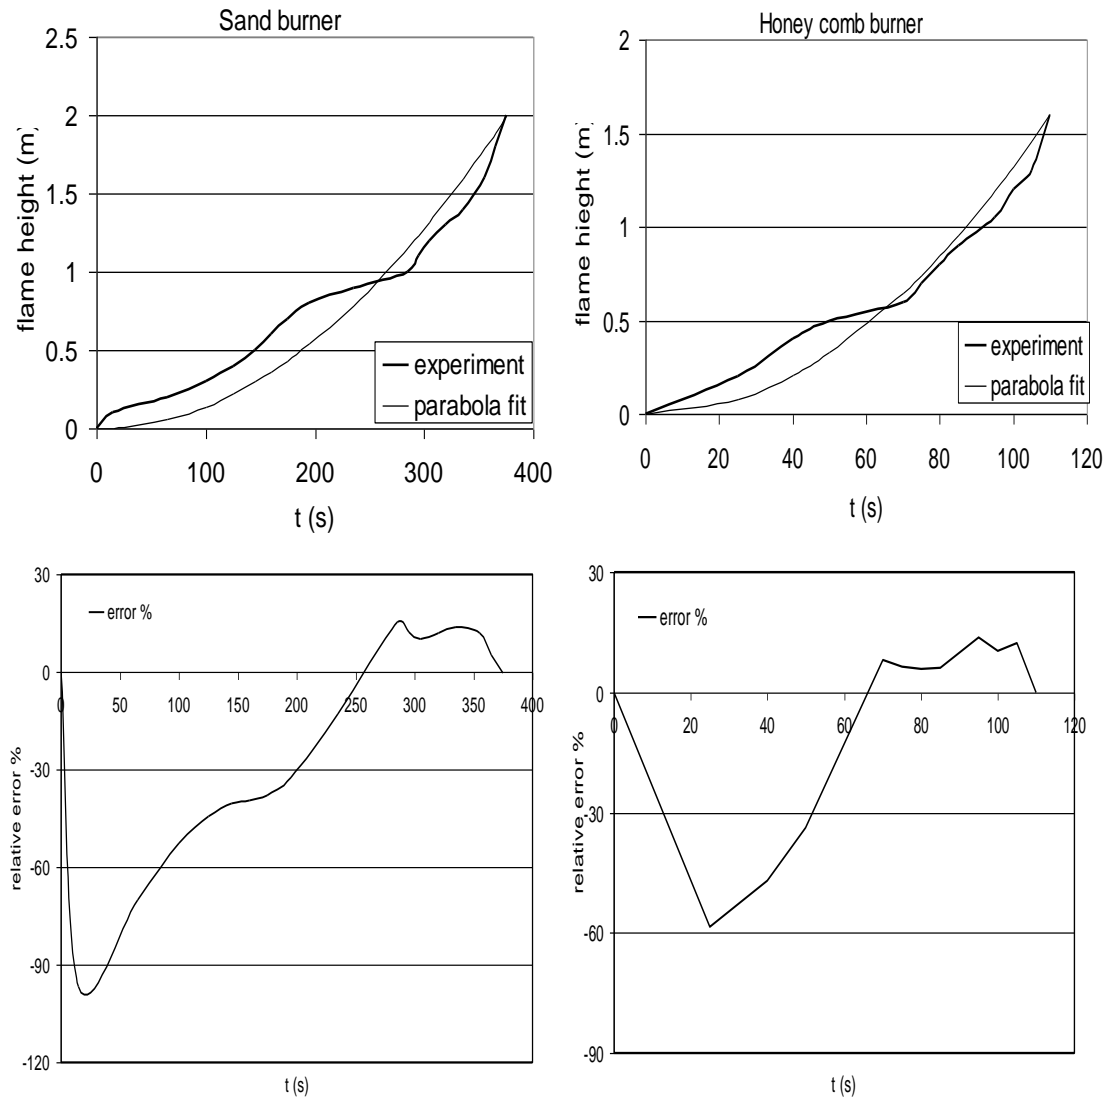 Sand burner
2.5
2
1.5
1
0.5
0
flame height (m)
0 100 200 300 400
t (s)
experiment
parabola fit
Honey comb burner
2
1.5
1
0.5
0
flame hieght (m)
0 20 40 60 80 100 120
t (s)
experiment
parabola fit
30
0
-30
-60
-90
-120
relative error %
error %
0 50 100 150 200 250 300 350 400
t (s)
30
0
-30
-60
-90
relative error %
error %
0 20 40 60 80 100 120
t (s)